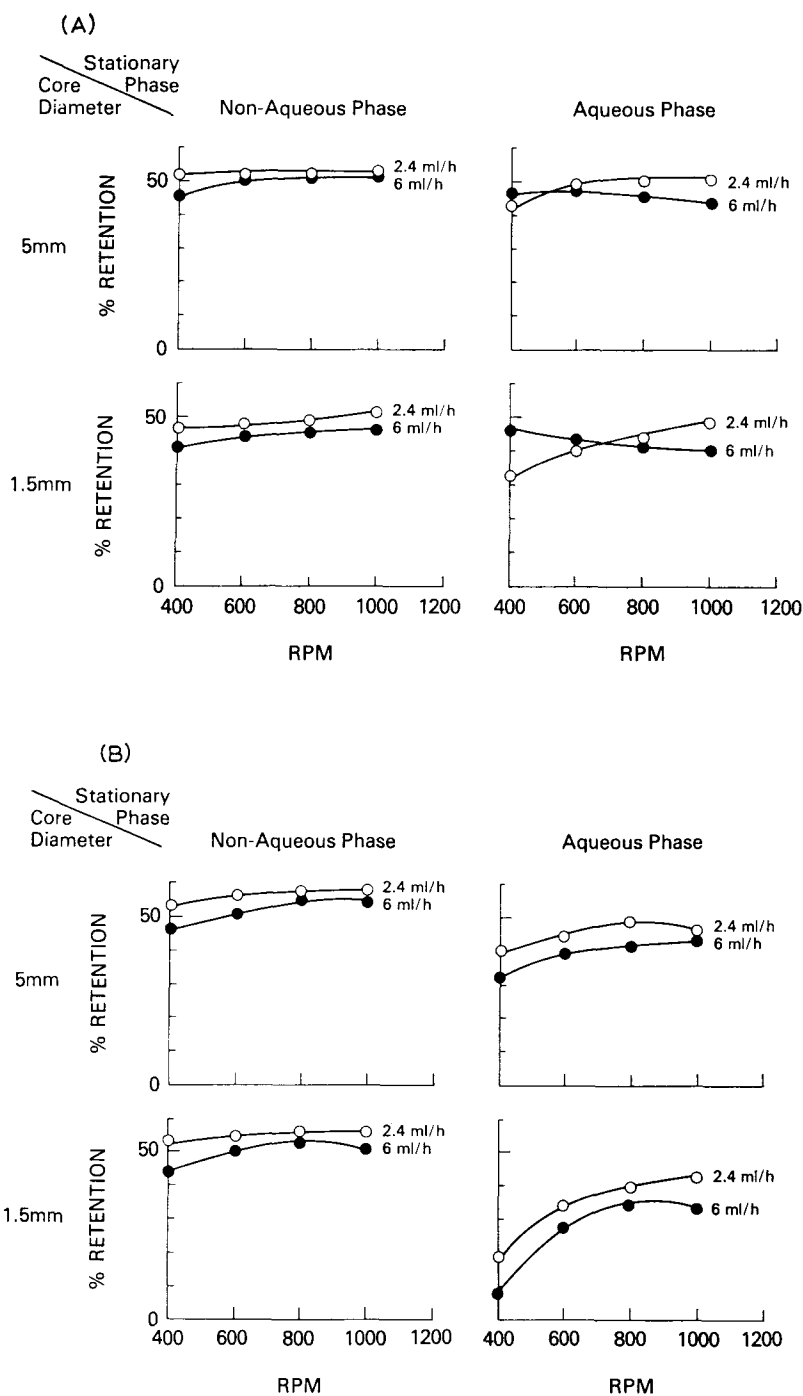 (A)
Stationary
Phase
Core
Diameter
Non-Aqueous Phase
Aqueous Phase
5mm
% RETENTION
50
0
2.4 ml/h
6 ml/h
2.4 ml/h
6 ml/h
1.5mm
% RETENTION
50
0
2.4 ml/h
6 ml/h
2.4 ml/h
6 ml/h
400 600 800 1000 1200
400 600 800 1000 1200
RPM
RPM
(B)
Stationary
Phase
Core
Diameter
Non-Aqueous Phase
Aqueous Phase
5mm
% RETENTION
50
0
2.4 ml/h
6 ml/h
2.4 ml/h
6 ml/h
1.5mm
% RETENTION
50
0
2.4 ml/h
6 ml/h
2.4 ml/h
6 ml/h
400 600 800 1000 1200
400 600 800 1000 1200
RPM
RPM